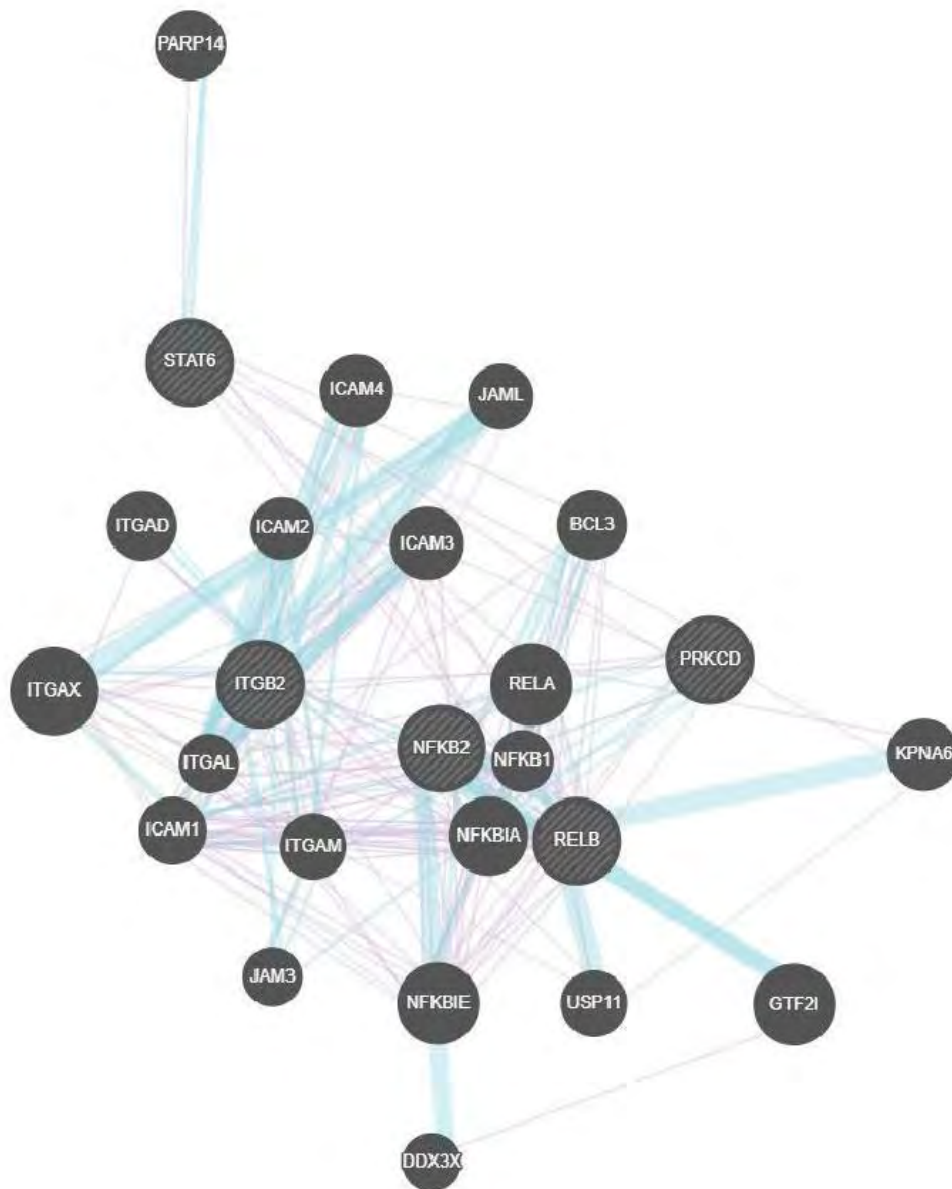 PARP14
STAT6
ICAM4
JAML
ITGAD
ICAM2
ICAM3
BCL3
ITGAX
ITGB2
RELA
PRKCD
NFKB2
NFKB1
ITGAL
KPNA6
ICAM1
ITGAM
NFKBIA
RELB
JAM3
NFKBIE
USP11
GTF2I
DDX3X